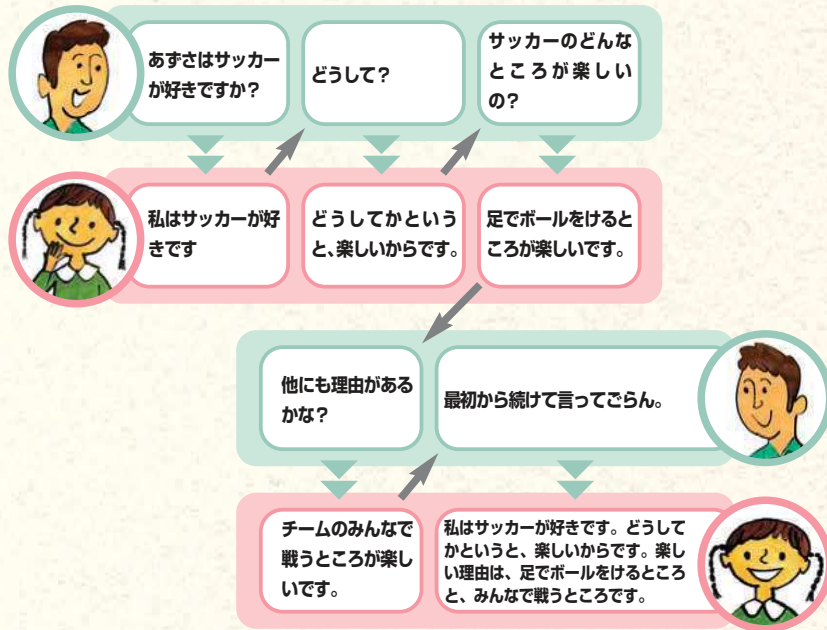 あずさはサッカー
が好きですか？
どうして？
サッカーのどんな
ところが楽しい
の？
私はサッカーが好
きです
どうしてかという
と、楽しいからです。
足でボールをけると
ころが楽しいです。
他にも理由がある
かな？
最初から続けて言ってごらん。
チームのみんなで
戦うところが楽し
いです。
私はサッカーが好きです。どうして
かというと、楽しいからです。楽し
い理由は、足でボールをけるところ
と、みんなで戦うところです。